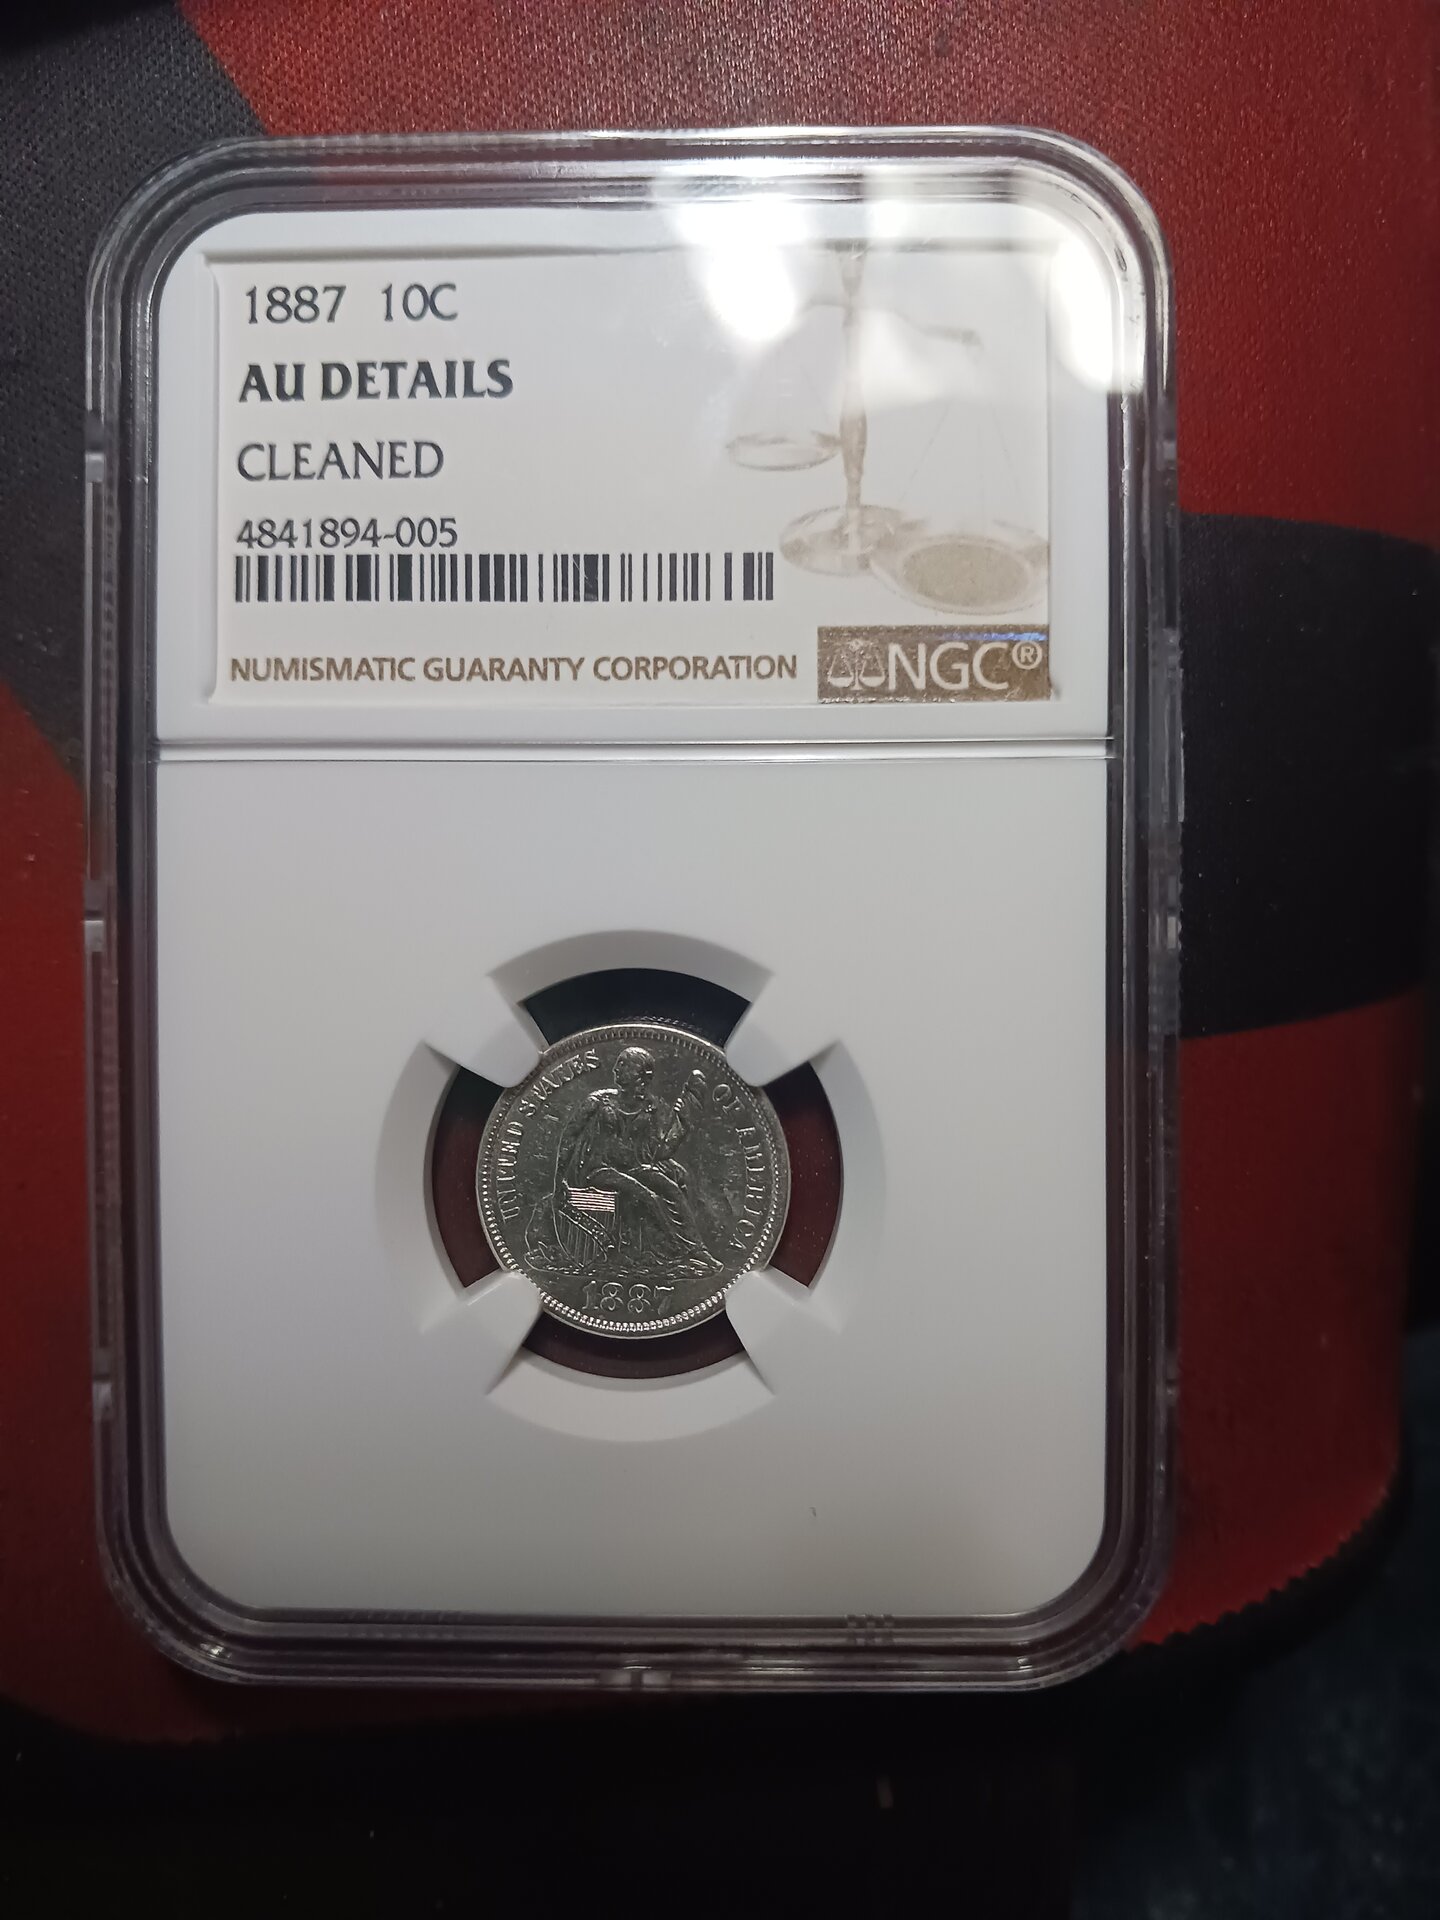 1887 10C
AU DETAILS
CLEANED
4841894-005
NUMISMATIC GUARANTY CORPORATION NGC®
UNITED STATES OF AMERICA
1887